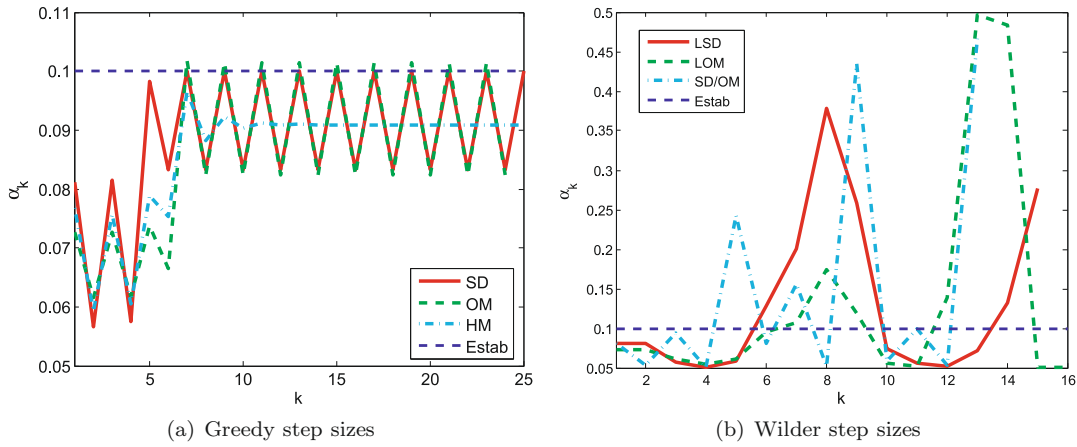 0.11
0.1
0.09
0.08
0.07
0.06
0.05
α_k
5
10
15
20
25
k
SD
OM
HM
Estab
(a) Greedy step sizes
0.5
0.45
0.4
0.35
0.3
0.25
0.2
0.15
0.1
0.05
α_k
2
4
6
8
10
12
14
16
k
LSD
LOM
SD/OM
Estab
(b) Wilder step sizes